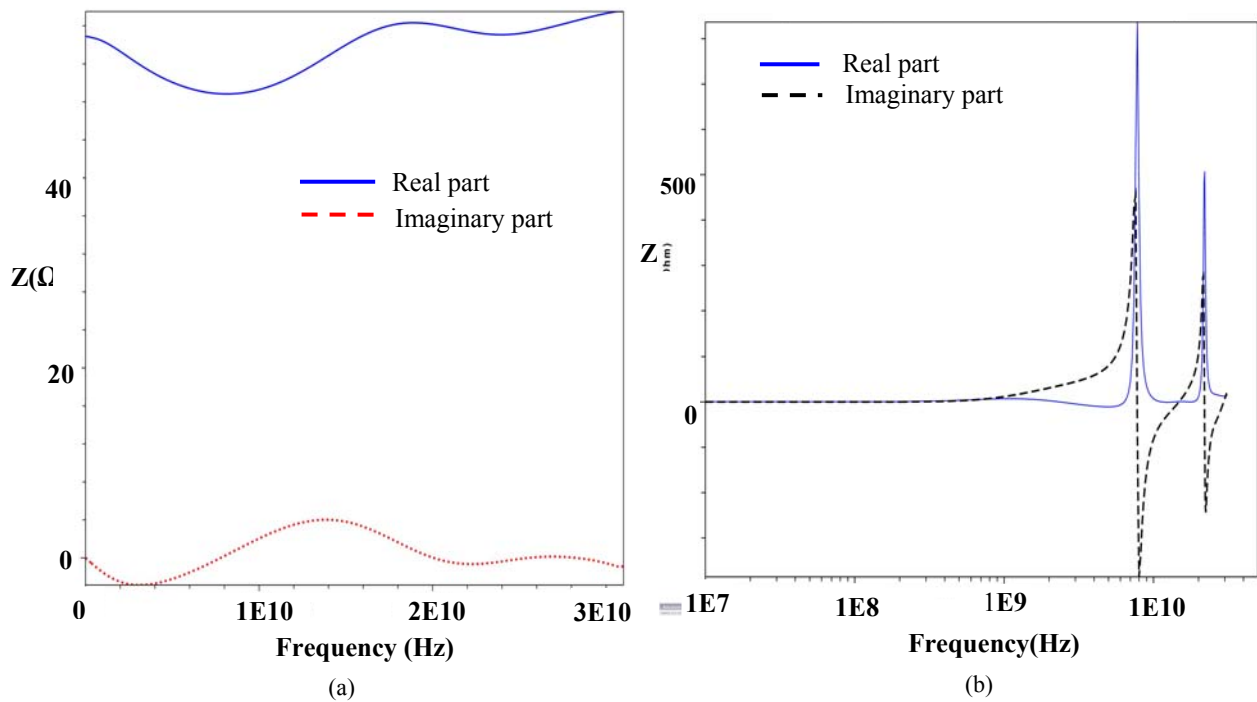 Real part
Imaginary part
40
Z(Ω
20
0
0
1E10
2E10
3E10
Frequency (Hz)
(a)
Real part
Imaginary part
500
Z
hm)
0
1E7
1E8
1E9
1E10
Frequency(Hz)
(b)